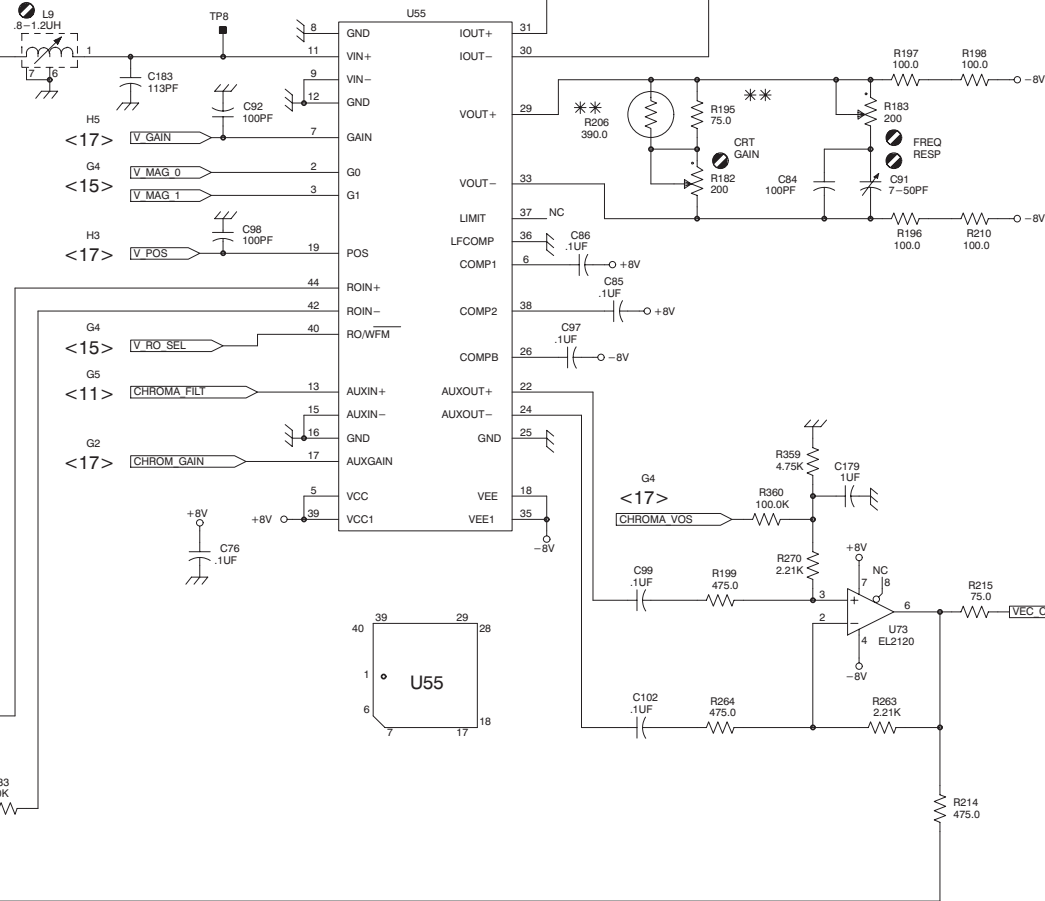 L9
.8–1.2UH
1
7 6
C183
113PF
TP8
H5
<17>
V_GAIN
C92
100PF
G4
<15>
V_MAG_0
V_MAG_1
H3
<17>
V_POS
C98
100PF
G4
<15>
V_RO_SEL
G5
<11>
CHROMA_FILT
G2
<17>
CHROM_GAIN
+8V
+8V
C76
.1UF
U55
8 GND
11 VIN+
9 VIN−
12 GND
7 GAIN
2 G0
3 G1
19 POS
44 ROIN+
42 ROIN−
40 RO/WFM
13 AUXIN+
15 AUXIN−
16 GND
17 AUXGAIN
5 VCC
39 VCC1
IOUT+ 31
IOUT− 30
VOUT+ 29
VOUT− 33
LIMIT 37 NC
LFCOMP 36
COMP1 6
COMP2 38
COMPB 26
AUXOUT+ 22
AUXOUT− 24
GND 25
VEE 18
VEE1 35
−8V
C86
.1UF
+8V
C85
.1UF
+8V
C97
.1UF
−8V
**
R206
390.0
R195
75.0
**
CRT
GAIN
R182
200
R197
100.0
R198
100.0
−8V
R183
200
FREQ
RESP
C84
100PF
C91
7−50PF
R196
100.0
R210
100.0
−8V
G4
<17>
CHROMA_VOS
R360
100.0K
R359
4.75K
C179
1UF
R270
2.21K
C99
.1UF
R199
475.0
+8V
NC
7
8
3
+
2
−
6
4
U73
EL2120
−8V
R215
75.0
VEC_
C102
.1UF
R264
475.0
R263
2.21K
R214
475.0
40 39 29 28
1
U55
6
7 17 18